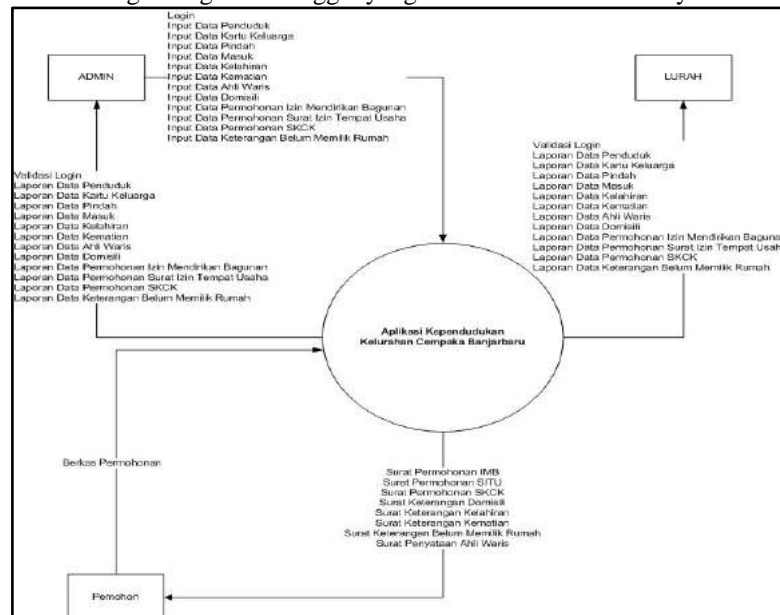 Login
Input Data Penduduk
Input Data Kartu Keluarga
Input Data Pindah
Input Data Masuk
Input Data Kelahiran
Input Data Kematian
Input Data Ahli Waris
Input Data Domisili
Input Data Permohonan Izin Mendirikan Bagunan
Input Data Permohonan Surat Izin Tempat Usaha
Input Data Permohonan SKCK
Input Data Keterangan Belum Memilik Rumah
ADMIN
LURAH
Validasi Login
Laporan Data Penduduk
Laporan Data Kartu Keluarga
Laporan Data Pindah
Laporan Data Masuk
Laporan Data Kelahiran
Laporan Data Kematian
Laporan Data Ahli Waris
Laporan Data Domisili
Laporan Data Permohonan Izin Mendirikan Bagunan
Laporan Data Permohonan Surat Izin Tempat Usaha
Laporan Data Permohonan SKCK
Laporan Data Keterangan Belum Memilik Rumah
Validasi Login
Laporan Data Penduduk
Laporan Data Kartu Keluarga
Laporan Data Pindah
Laporan Data Masuk
Laporan Data Kelahiran
Laporan Data Kematian
Laporan Data Ahli Waris
Laporan Data Domisili
Laporan Data Permohonan Izin Mendirikan Baguna
Laporan Data Permohonan Surat Izin Tempat Usah
Laporan Data Permohonan SKCK
Laporan Data Keterangan Belum Memilik Rumah
Aplikasi Kependudukan
Kelurahan Cempaka Banjarbaru
Berkas Permohonan
Surat Permohonan IMB
Surat Permohonan SITU
Surat Permohonan SKCK
Surat Keterangan Domisili
Surat Keterangan Kelahiran
Surat Keterangan Kematian
Surat Keterangan Belum Memilik Rumah
Surat Penyataan Ahli Waris
Pemohon